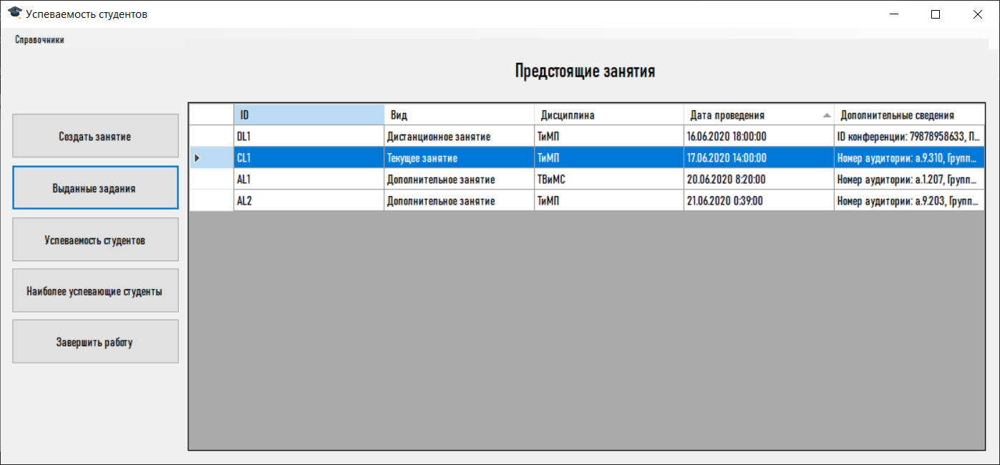 Успеваемость студентов
Справочники
Предстоящие занятия
Создать занятие
Выданные задания
Успеваемость студентов
Наиболее успевающие студенты
Завершить работу
ID Вид Дисциплина Дата проведения Дополнительные сведения
DL1 Дистанционное занятие ТиМП 16.06.2020 18:00:00 ID конференции: 79878958633, П...
CL1 Текущее занятие ТиМП 17.06.2020 14:00:00 Номер аудитории: а.9.310, Групп...
AL1 Дополнительное занятие ТВиМС 20.06.2020 8:20:00 Номер аудитории: а.1.207, Групп...
AL2 Дополнительное занятие ТиМП 21.06.2020 0:39:00 Номер аудитории: а.9.203, Групп...